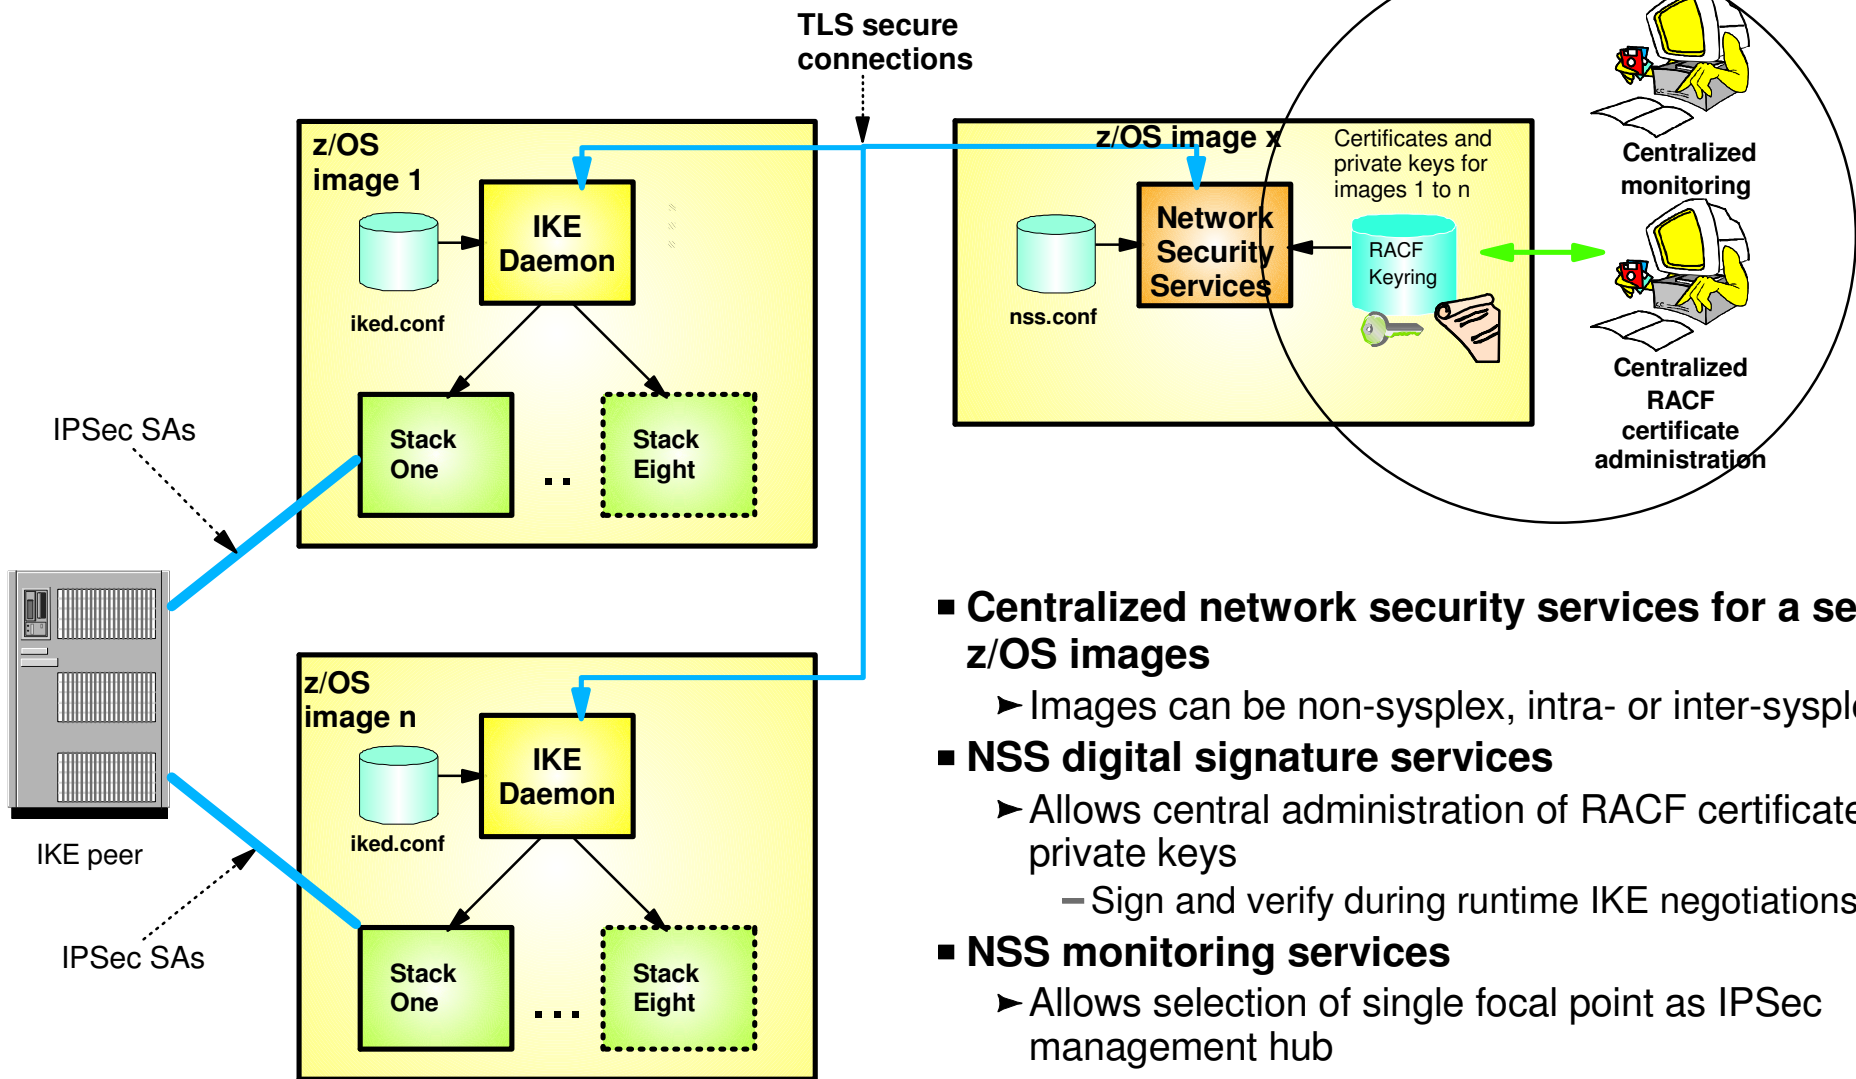 TLS secure
connections
z/OS
image 1
IKE
Daemon
iked.conf
Stack
One
..
Stack
Eight
IPSec SAs
z/OS image x
Certificates and
private keys for
images 1 to n
Network
Security
Services
nss.conf
RACF
Keyring
Centralized
monitoring
Centralized
RACF
certificate
administration
IKE peer
IPSec SAs
z/OS
image n
IKE
Daemon
iked.conf
Stack
One
...
Stack
Eight
Centralized network security services for a se
z/OS images
Images can be non-sysplex, intra- or inter-syspl
NSS digital signature services
Allows central administration of RACF certificate
private keys
– Sign and verify during runtime IKE negotiations
NSS monitoring services
Allows selection of single focal point as IPSec
management hub